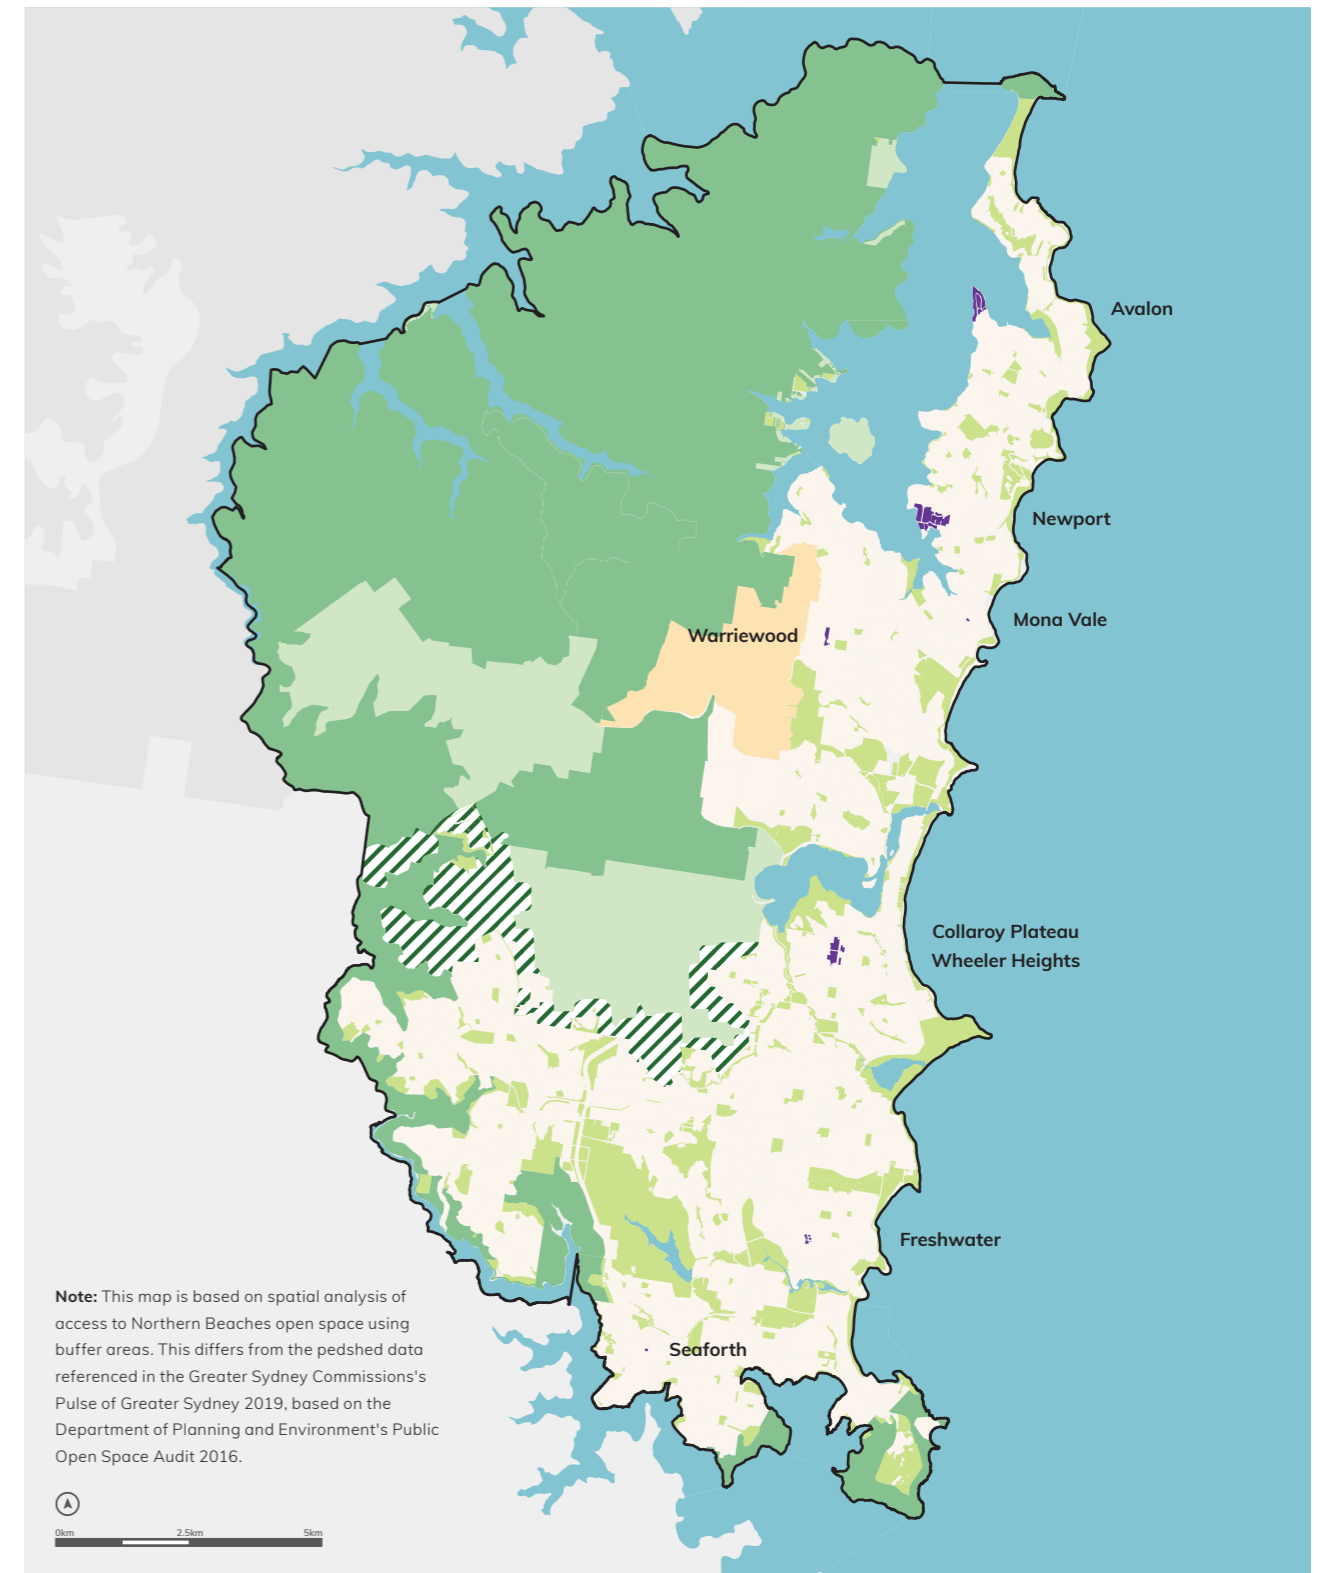 Avalon
Newport
Mona Vale
Warriewood
Collaroy Plateau
Wheeler Heights
Freshwater
Seaforth
Note: This map is based on spatial analysis of
access to Northern Beaches open space using
buffer areas. This differs from the pedshed data
referenced in the Greater Sydney Commissions's
Pulse of Greater Sydney 2019, based on the
Department of Planning and Environment's Public
Open Space Audit 2016.
0km 2.5km 5km